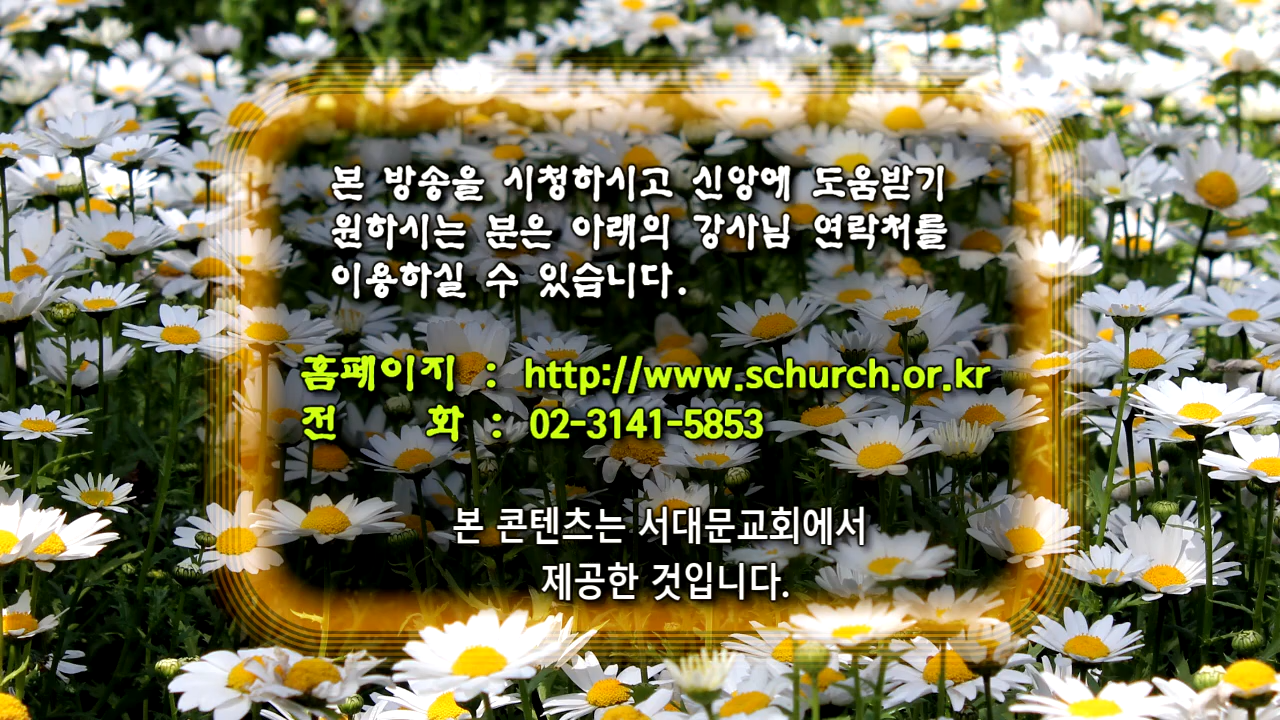 본 방송을 시청하시고 신앙에 도움받기
원하시는 분은 아래의 강사님 연락처를
이용하실 수 있습니다.
홈페이지 : http://www.schurch.or.kr
전 화 : 02-3141-5853
본 콘텐츠는 서대문교회에서
제공한 것입니다.